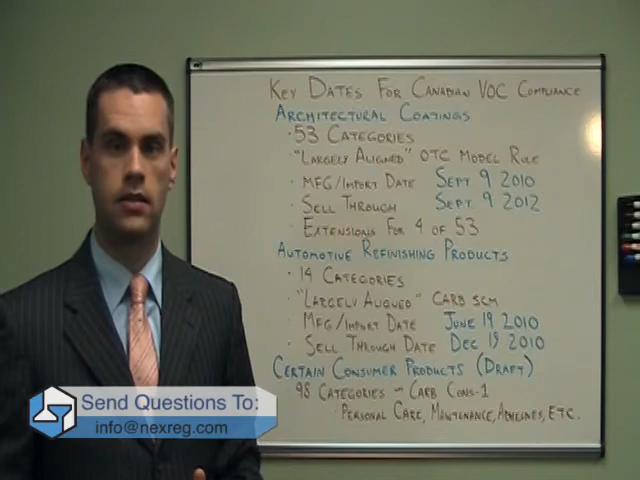 Key Dates For Canadian VOC Compliance
Architectural Coatings
• 53 Categories
• "Largely Aligned" OTC Model Rule
• MFG/Import Date Sept 9 2010
• Sell Through Sept 9 2012
• Extensions For 4 of 53
Automotive Refinishing Products
• 14 Categories
• "Largely Aligned" CARB SCM
• MFG/Import Date June 19 2010
• Sell Through Date Dec 19 2010
Certain Consumer Products (Draft)
98 Categories – CARB Cons-1
• Personal Care, Maintenance, Adhesives, Etc.
Send Questions To:
info@nexreg.com